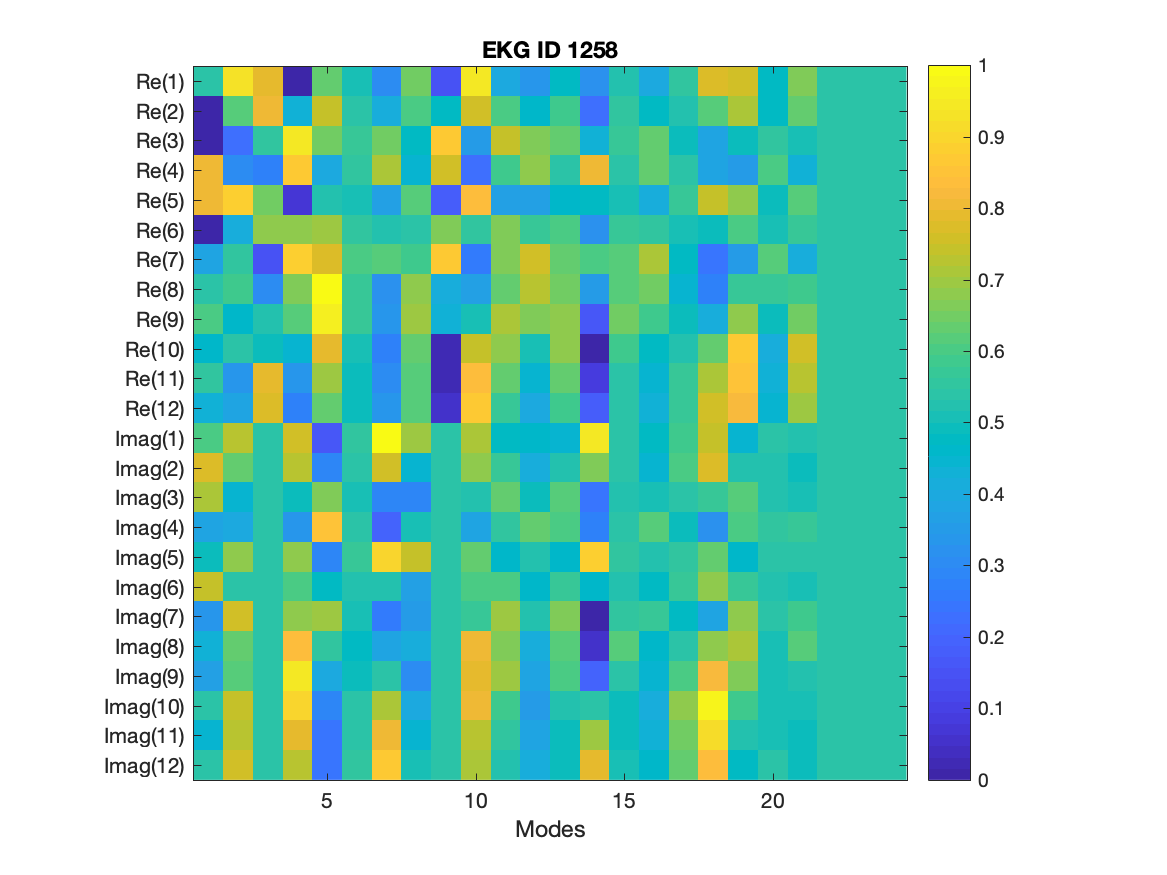 EKG ID 1258
Re(1)
Re(2)
Re(3)
Re(4)
Re(5)
Re(6)
Re(7)
Re(8)
Re(9)
Re(10)
Re(11)
Re(12)
Imag(1)
Imag(2)
Imag(3)
Imag(4)
Imag(5)
Imag(6)
Imag(7)
Imag(8)
Imag(9)
Imag(10)
Imag(11)
Imag(12)
5 10 15 20
Modes
1
0.9
0.8
0.7
0.6
0.5
0.4
0.3
0.2
0.1
0